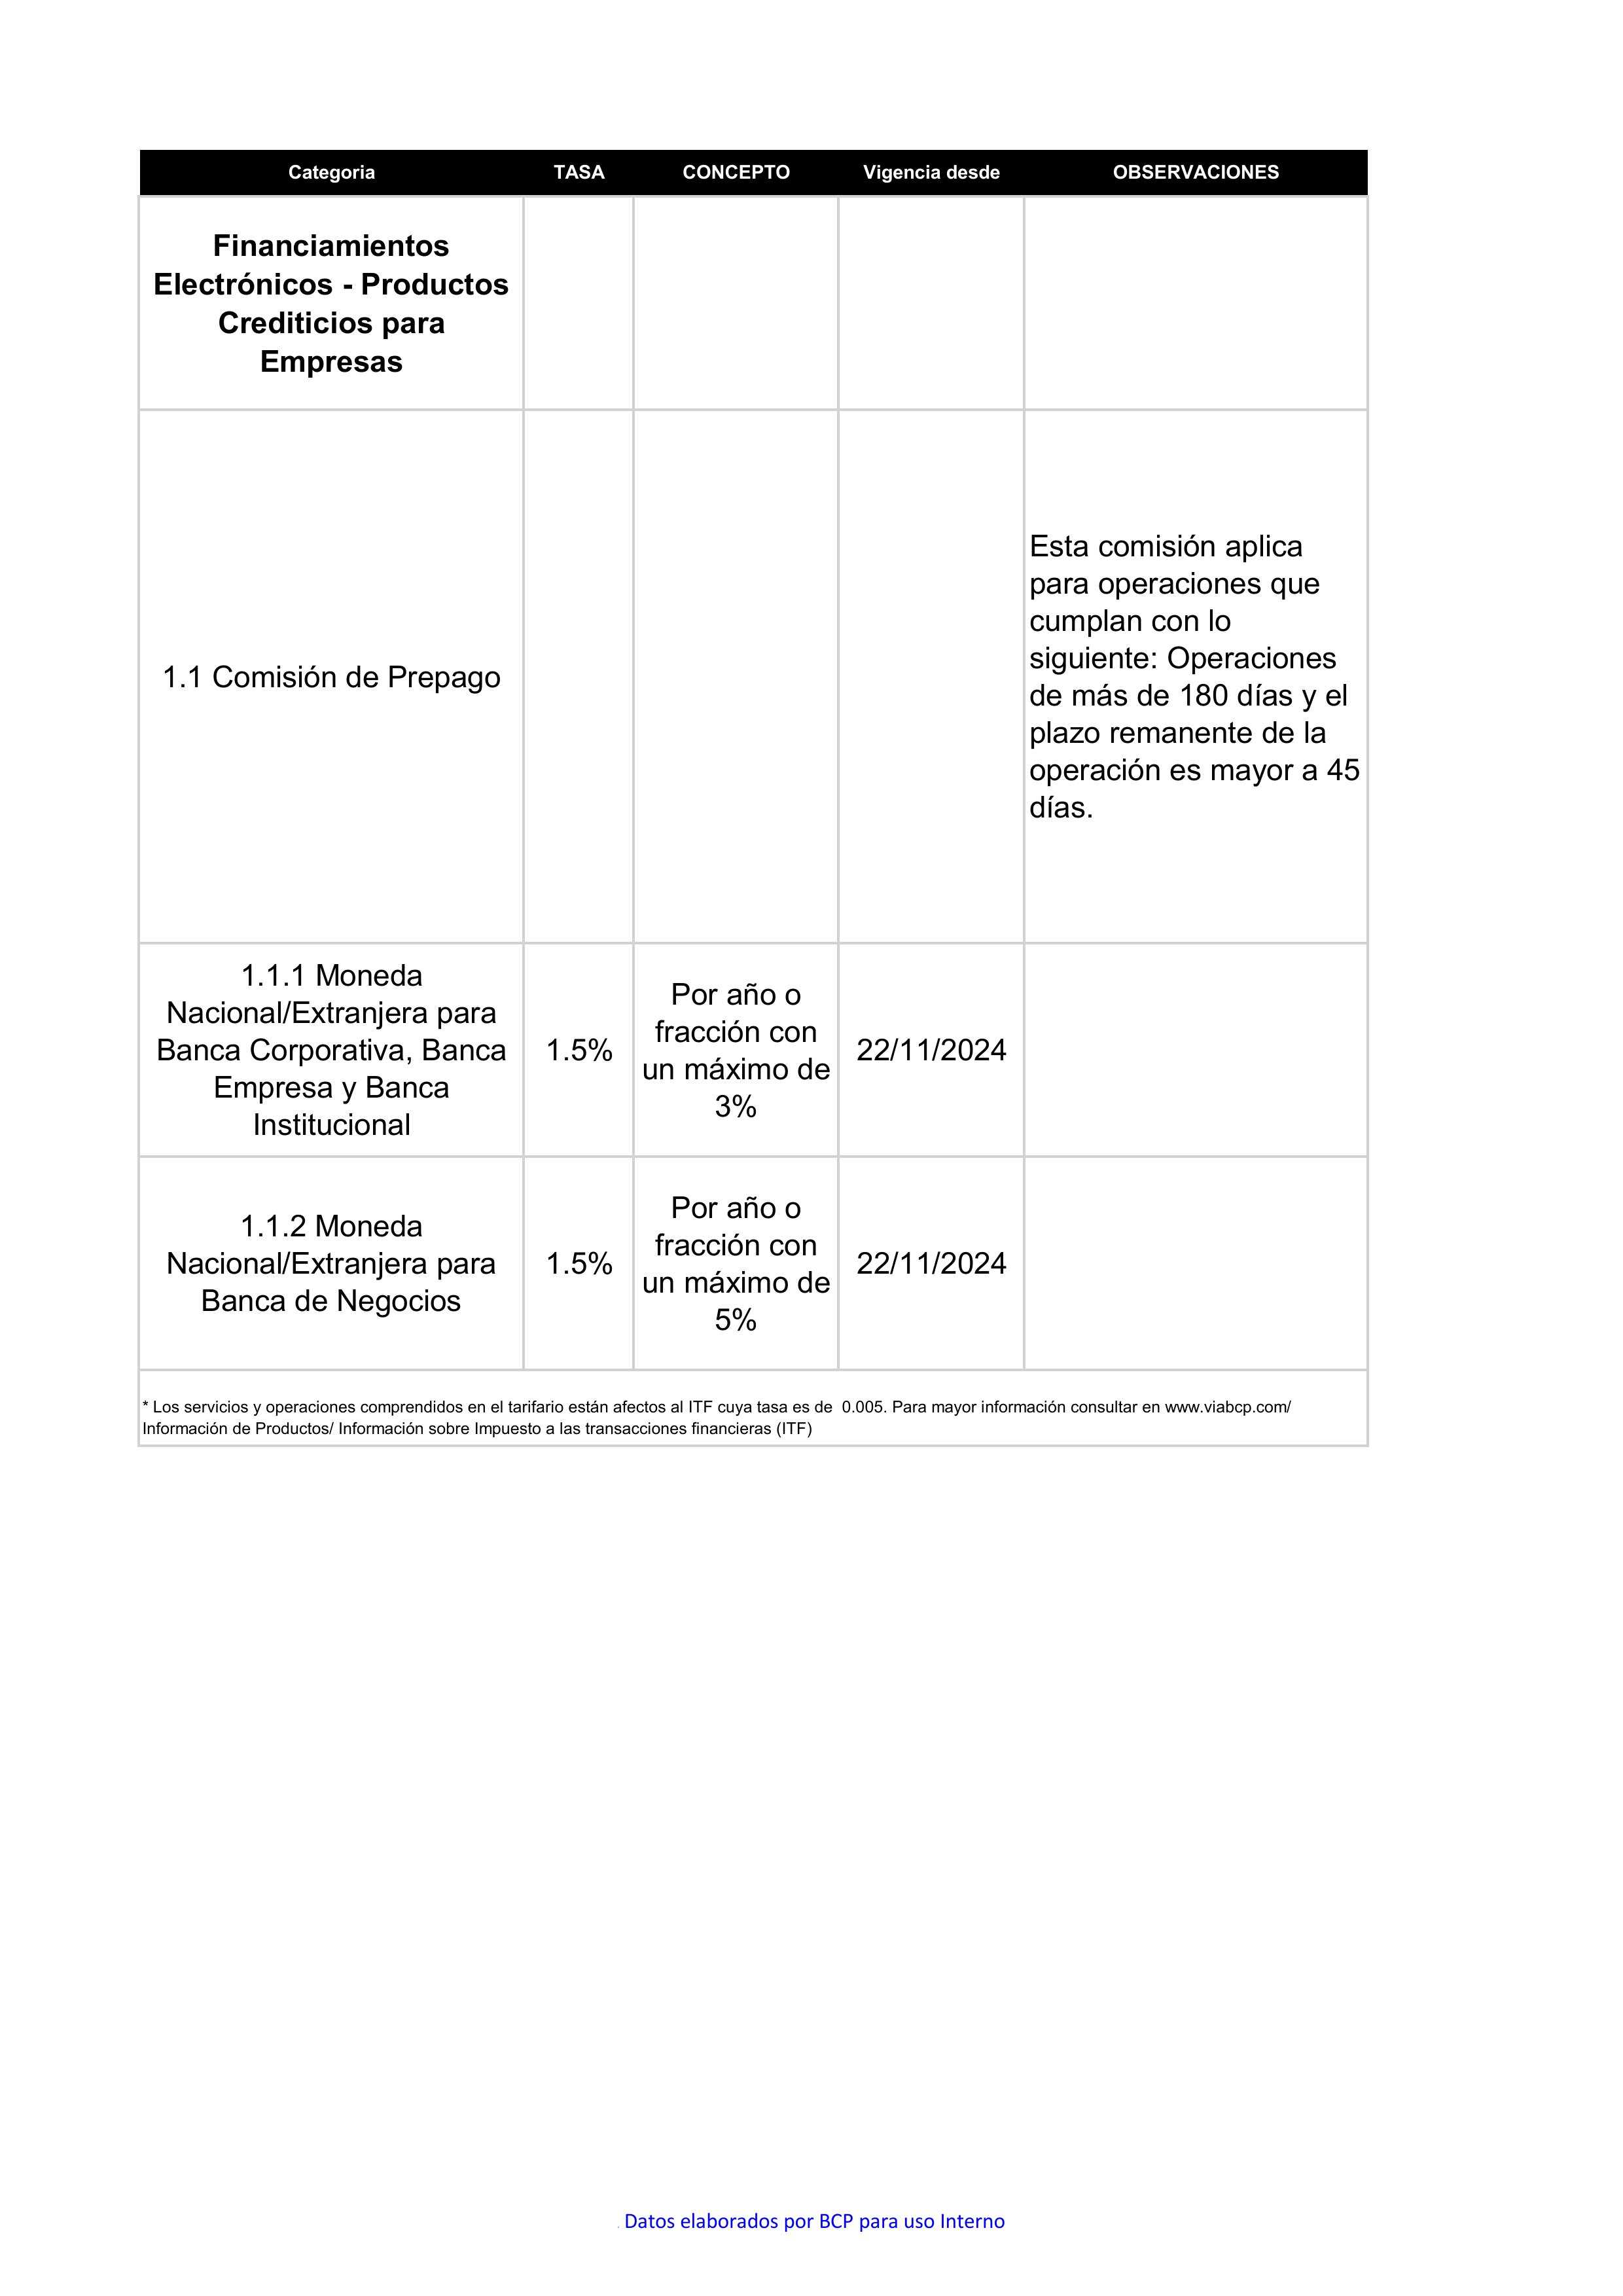 Categoria TASA CONCEPTO Vigencia desde OBSERVACIONES
Financiamientos
Electrónicos - Productos
Crediticios para
Empresas
1.1 Comisión de Prepago
Esta comisión aplica
para operaciones que
cumplan con lo
siguiente: Operaciones
de más de 180 días y el
plazo remanente de la
operación es mayor a 45
días.
1.1.1 Moneda
Nacional/Extranjera para
Banca Corporativa, Banca
Empresa y Banca
Institucional
1.5%
Por año o
fracción con
un máximo de
3%
22/11/2024
1.1.2 Moneda
Nacional/Extranjera para
Banca de Negocios
1.5%
Por año o
fracción con
un máximo de
5%
22/11/2024
* Los servicios y operaciones comprendidos en el tarifario están afectos al ITF cuya tasa es de  0.005. Para mayor información consultar en www.viabcp.com/
Información de Productos/ Información sobre Impuesto a las transacciones financieras (ITF)
Datos elaborados por BCP para uso Interno